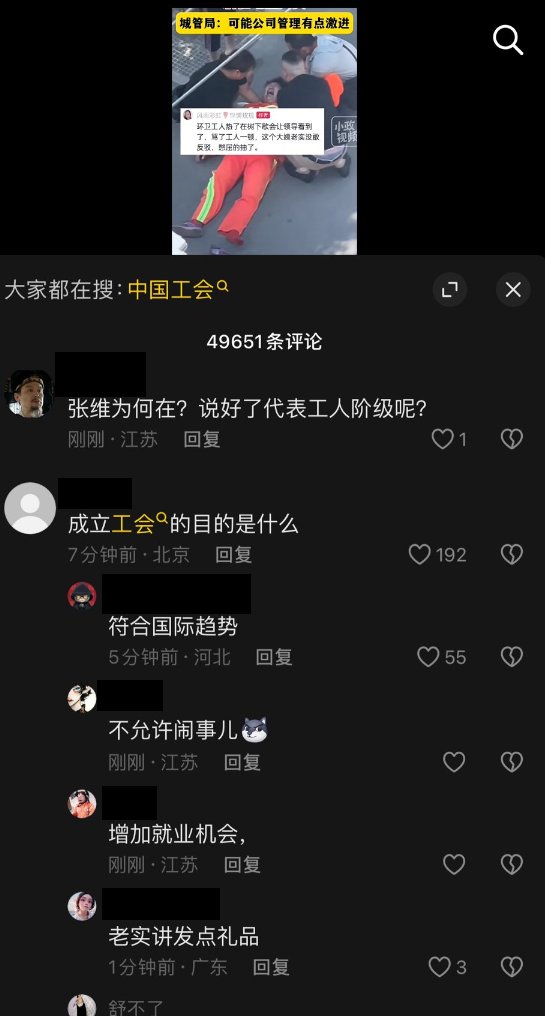 城管局：可能公司管理有点激进
环卫工人热了在树下歇会让领导看到
了，骂了工人一顿，这个大姨老实没敢
反驳，憋屈的抽了。
小政
视频
大家都在搜：中国工会
49651条评论
张维为何在？说好了代表工人阶级呢？
刚刚·江苏 回复
1
成立工会的目的是什么
7分钟前·北京 回复
192
符合国际趋势
5分钟前·河北 回复
55
不允许闹事儿
刚刚·江苏 回复
增加就业机会，
刚刚·江苏 回复
老实讲发点礼品
1分钟前·广东 回复
3
舒不了